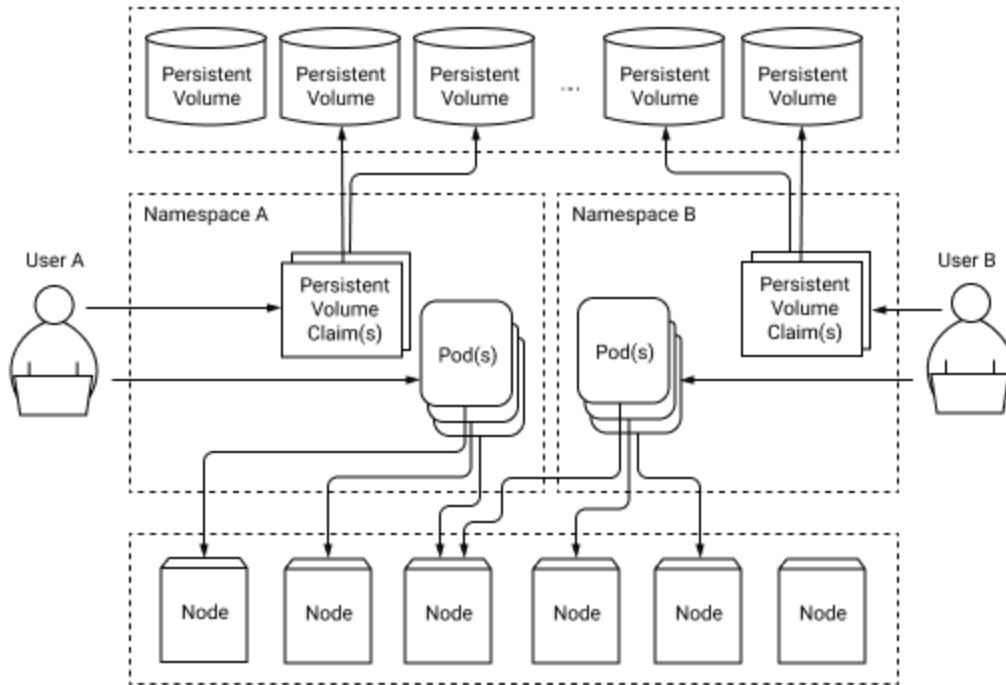 Persistent
Volume
Persistent
Volume
Persistent
Volume
...
Persistent
Volume
Persistent
Volume
Namespace A
Namespace B
User A
User B
Persistent
Volume
Claim(s)
Persistent
Volume
Claim(s)
Pod(s)
Pod(s)
Node
Node
Node
Node
Node
Node